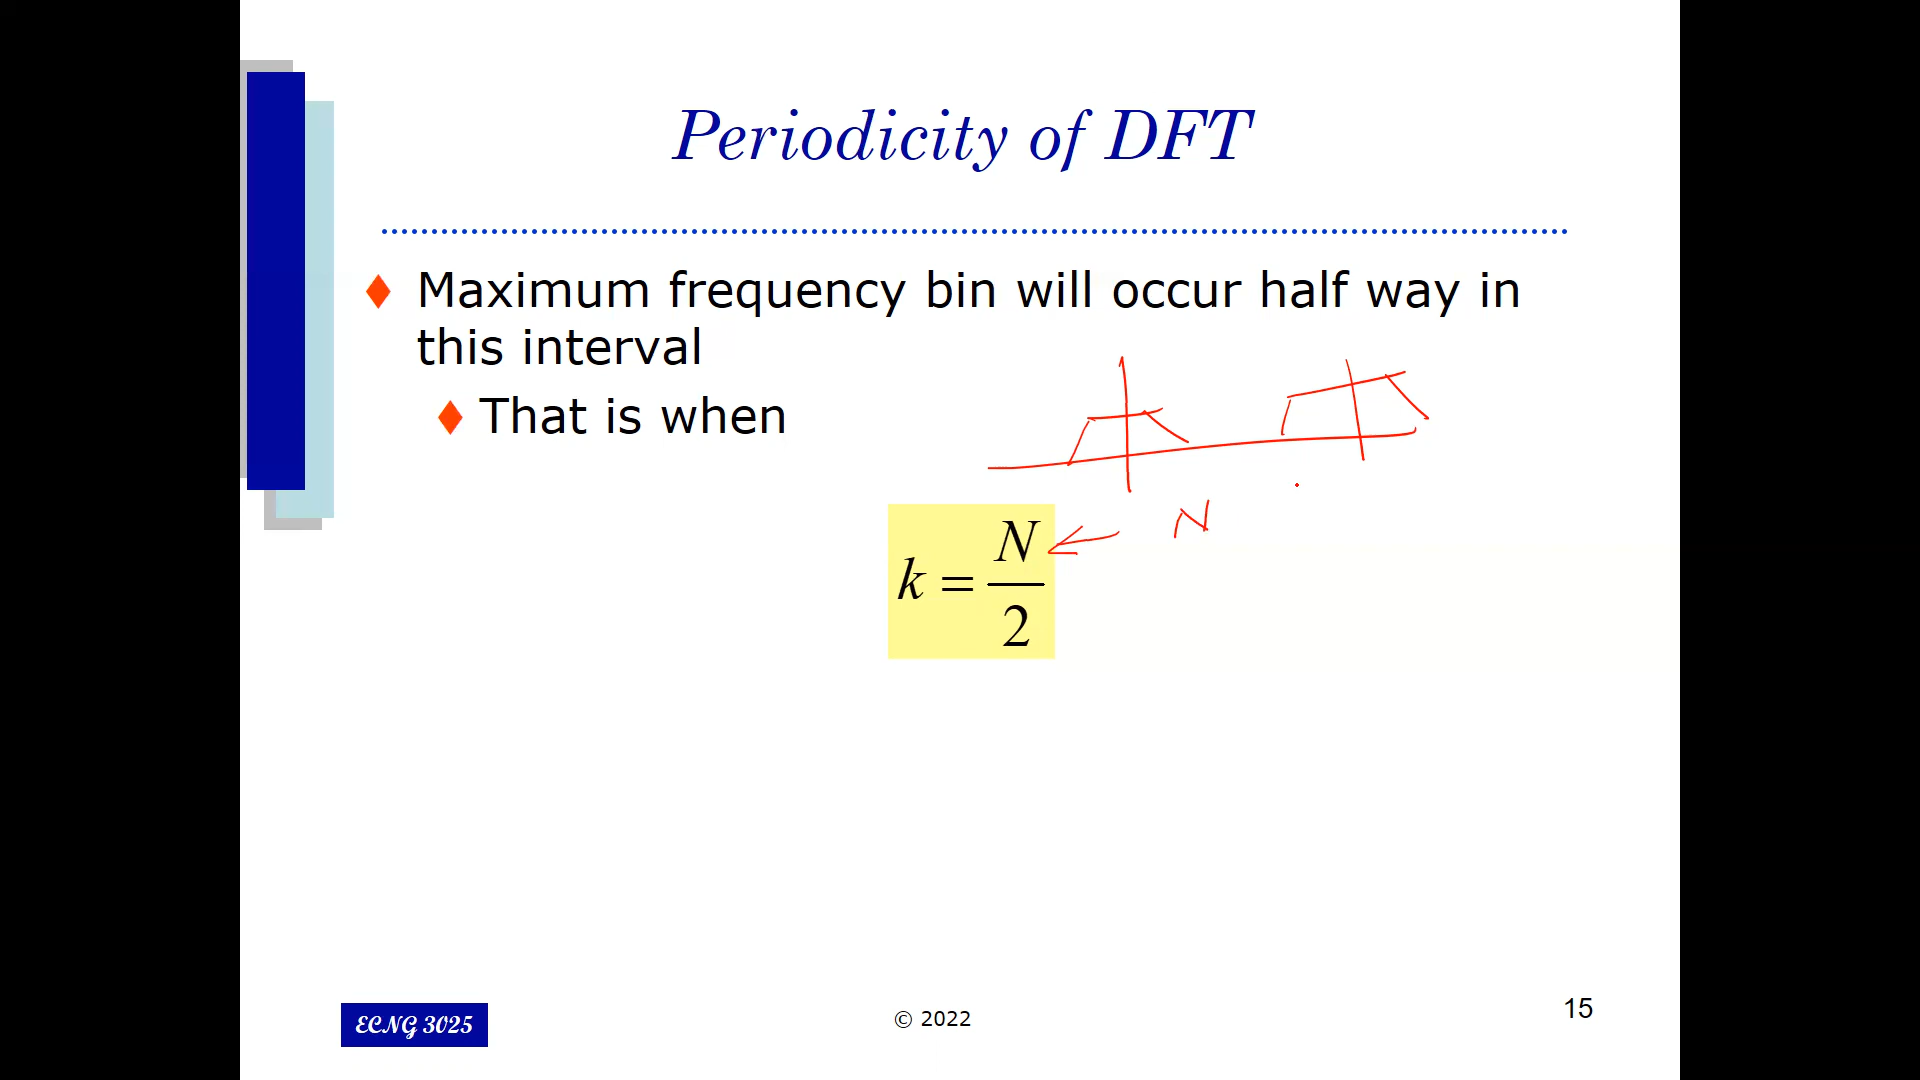 Periodicity of DFT
Maximum frequency bin will occur half way in
this interval
That is when
k = N/2
N
ECNG 3025
© 2022
15